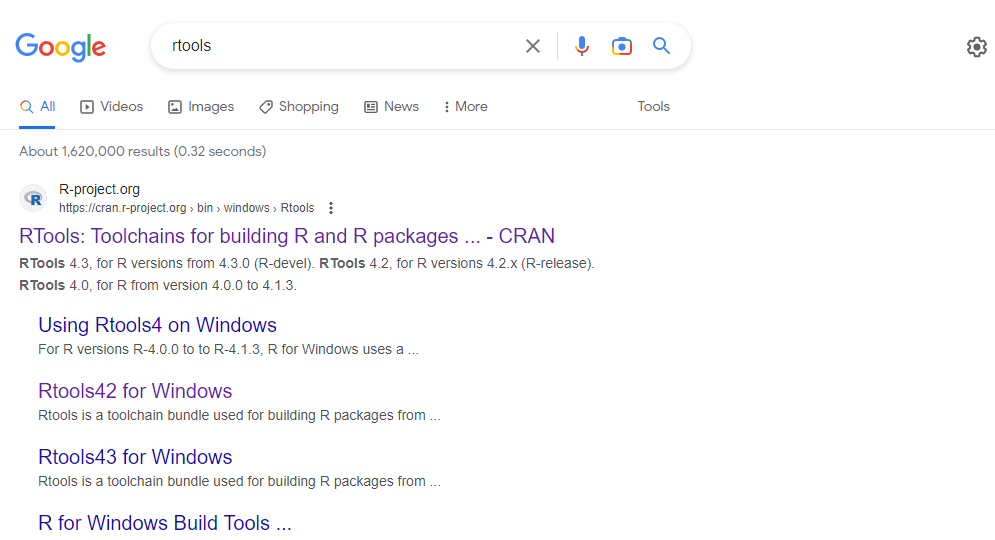 Google
rtools
All
Videos
Images
Shopping
News
More
Tools
About 1,620,000 results (0.32 seconds)
R
R-project.org
https://cran.r-project.org › bin › windows › Rtools
RTools: Toolchains for building R and R packages ... - CRAN
RTools 4.3, for R versions from 4.3.0 (R-devel). RTools 4.2, for R versions 4.2.x (R-release).
RTools 4.0, for R from version 4.0.0 to 4.1.3.
Using Rtools4 on Windows
For R versions R-4.0.0 to to R-4.1.3, R for Windows uses a ...
Rtools42 for Windows
Rtools is a toolchain bundle used for building R packages from ...
Rtools43 for Windows
Rtools is a toolchain bundle used for building R packages from ...
R for Windows Build Tools ...